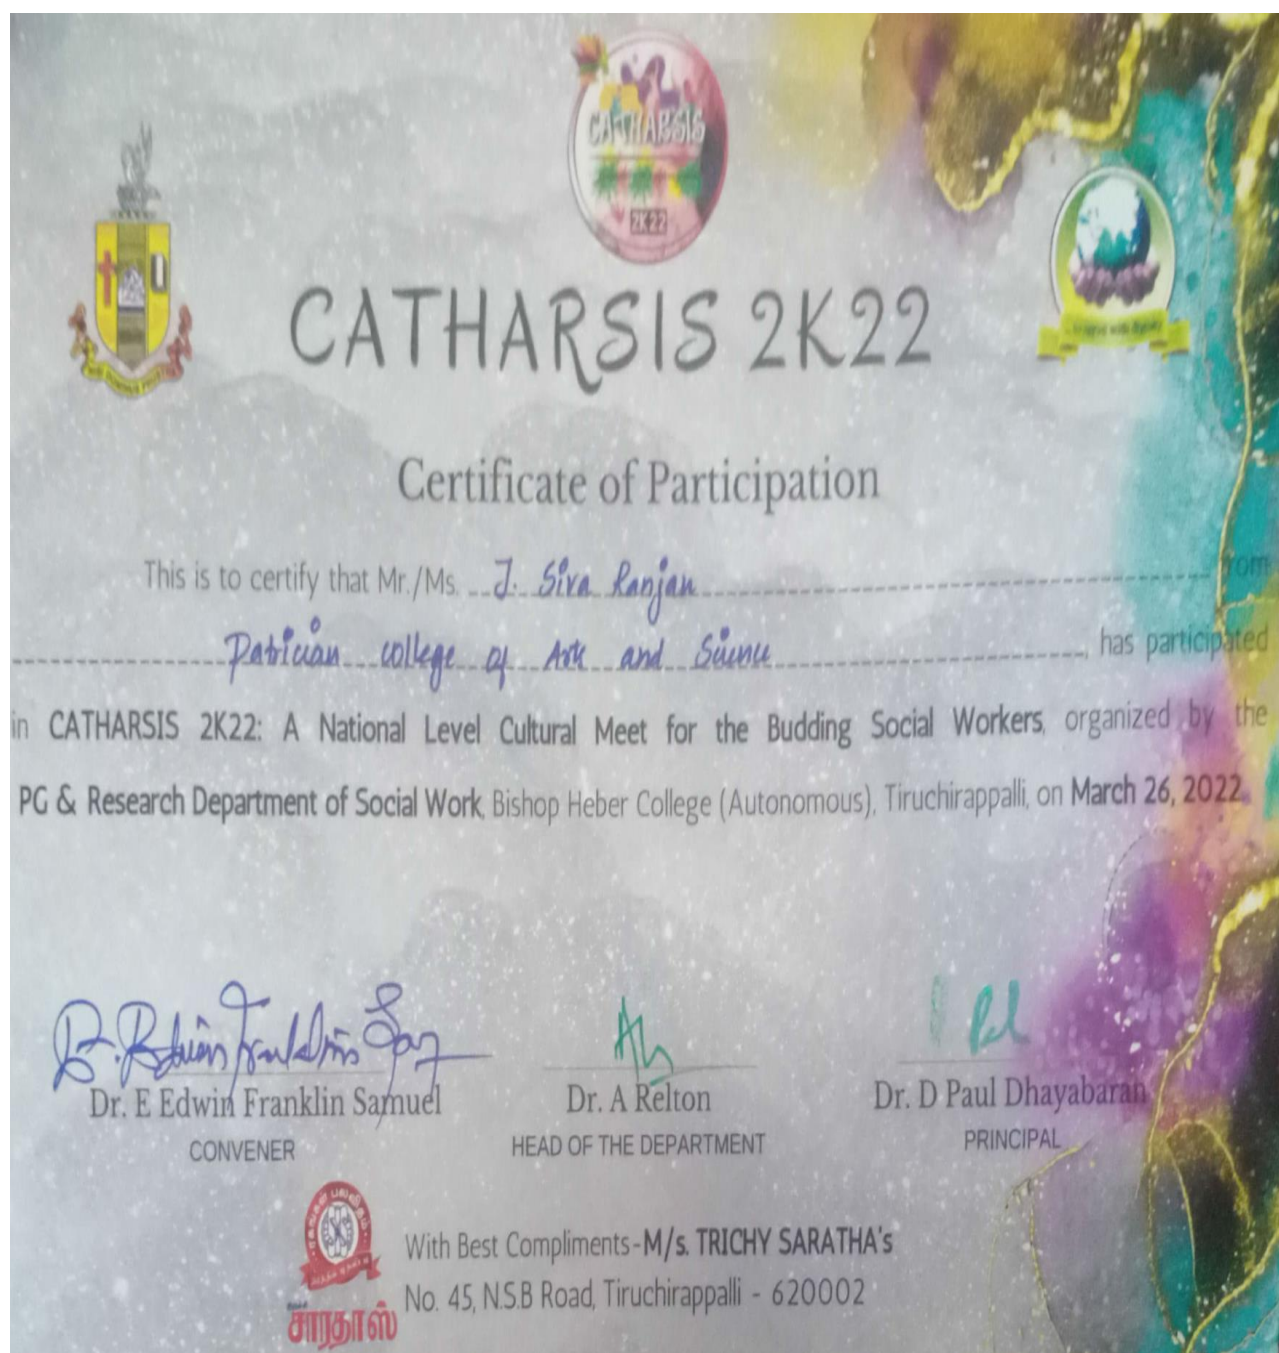 CATHARSIS
2K22
CATHARSIS 2K22
Certificate of Participation
This is to certify that Mr./Ms. J. Siva Ranjan from
Patrician college of Arts and Science, has participated
in CATHARSIS 2K22: A National Level Cultural Meet for the Budding Social Workers, organized by the
PG & Research Department of Social Work, Bishop Heber College (Autonomous), Tiruchirappalli, on March 26, 2022.
Dr. E Edwin Franklin Samuel
CONVENER
Dr. A Relton
HEAD OF THE DEPARTMENT
Dr. D Paul Dhayabaran
PRINCIPAL
With Best Compliments - M/s. TRICHY SARATHA's
No. 45, N.S.B Road, Tiruchirappalli - 620002
சாரதாஸ்